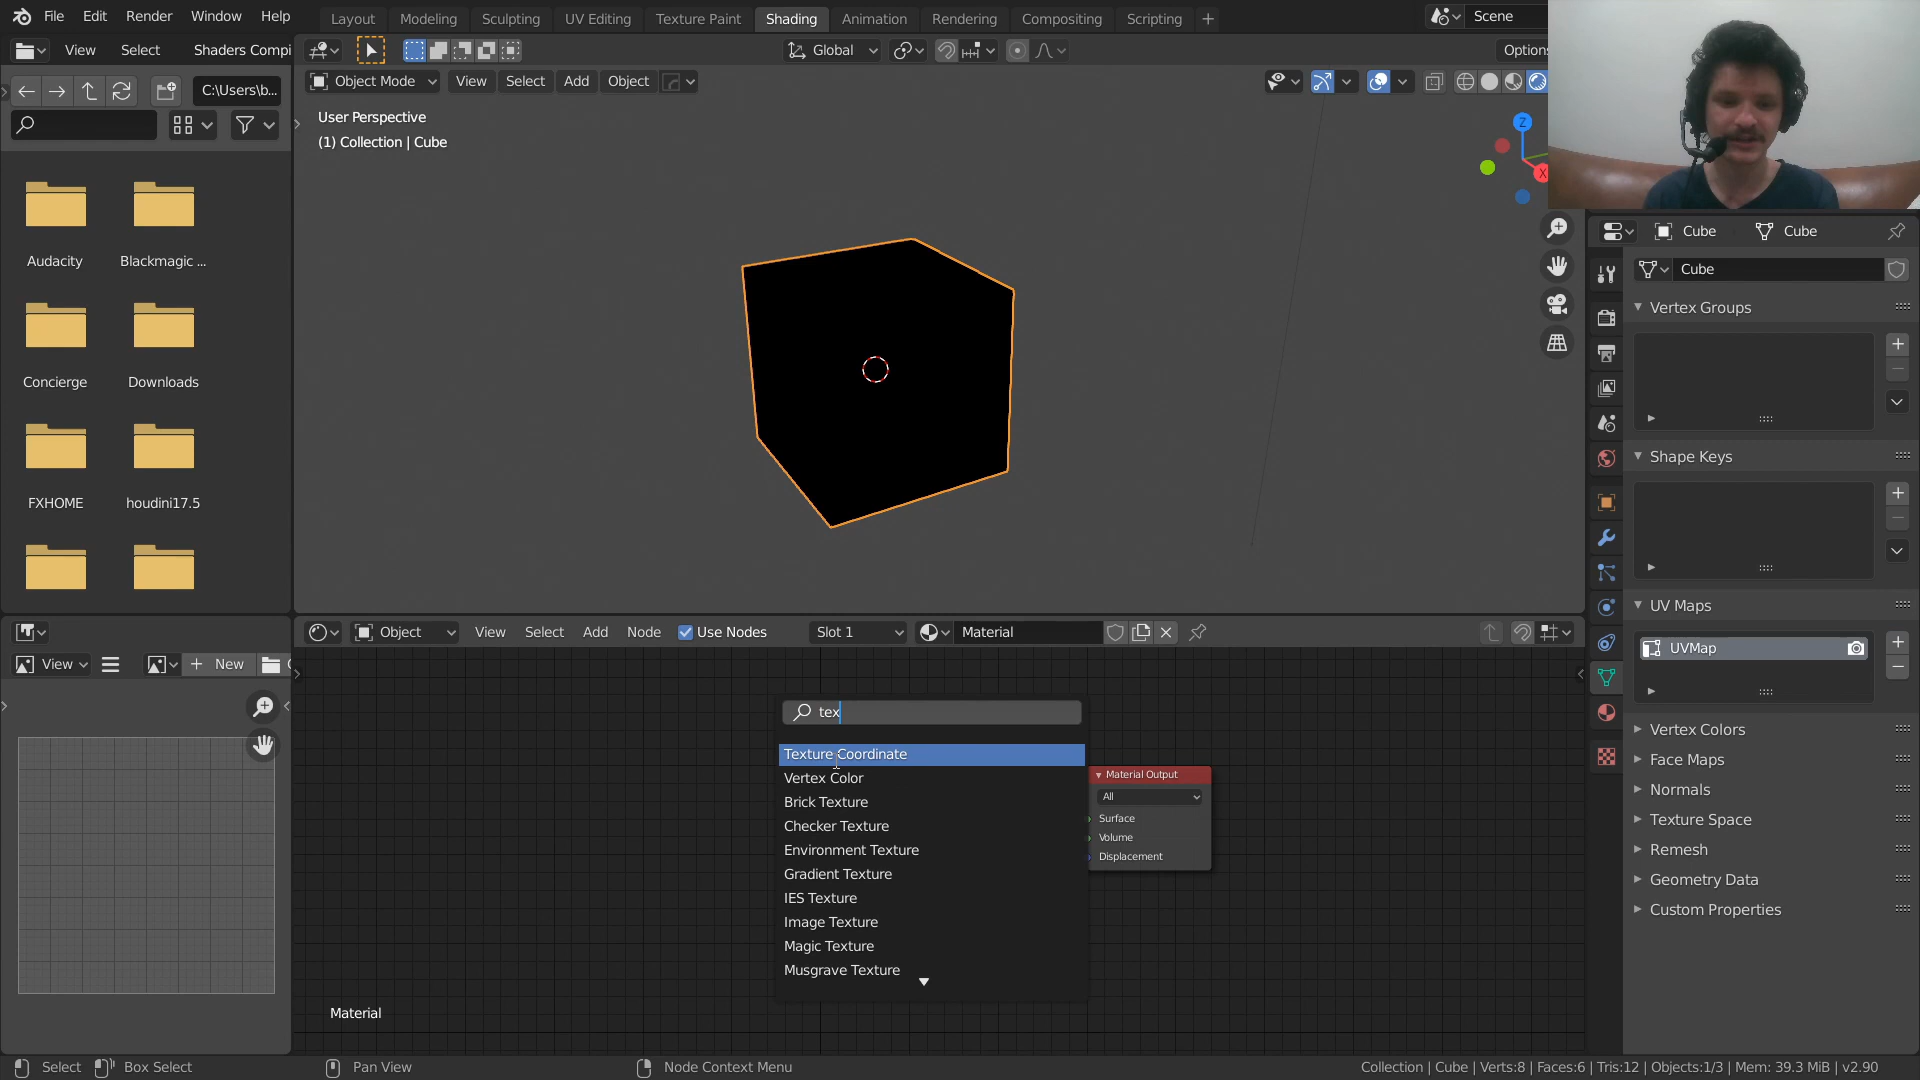 File Edit Render Window Help
Layout Modeling Sculpting UV Editing Texture Paint Shading Animation Rendering Compositing Scripting +
Scene
View Select Shaders Compi
Global
Options
C:\Users\b...
Object Mode View Select Add Object
User Perspective
(1) Collection | Cube
Z
X
Audacity Blackmagic ...
Concierge Downloads
FXHOME houdini17.5
Cube Cube
Cube
Vertex Groups
Shape Keys
UV Maps
UVMap
Vertex Colors
Face Maps
Normals
Texture Space
Remesh
Geometry Data
Custom Properties
Object View Select Add Node Use Nodes Slot 1 Material
View + New
tex
Texture Coordinate
Vertex Color
Brick Texture
Checker Texture
Environment Texture
Gradient Texture
IES Texture
Image Texture
Magic Texture
Musgrave Texture
Material Output
All
Surface
Volume
Displacement
Material
Select Box Select Pan View Node Context Menu
Collection | Cube | Verts:8 | Faces:6 | Tris:12 | Objects:1/3 | Mem: 39.3 MiB | v2.90